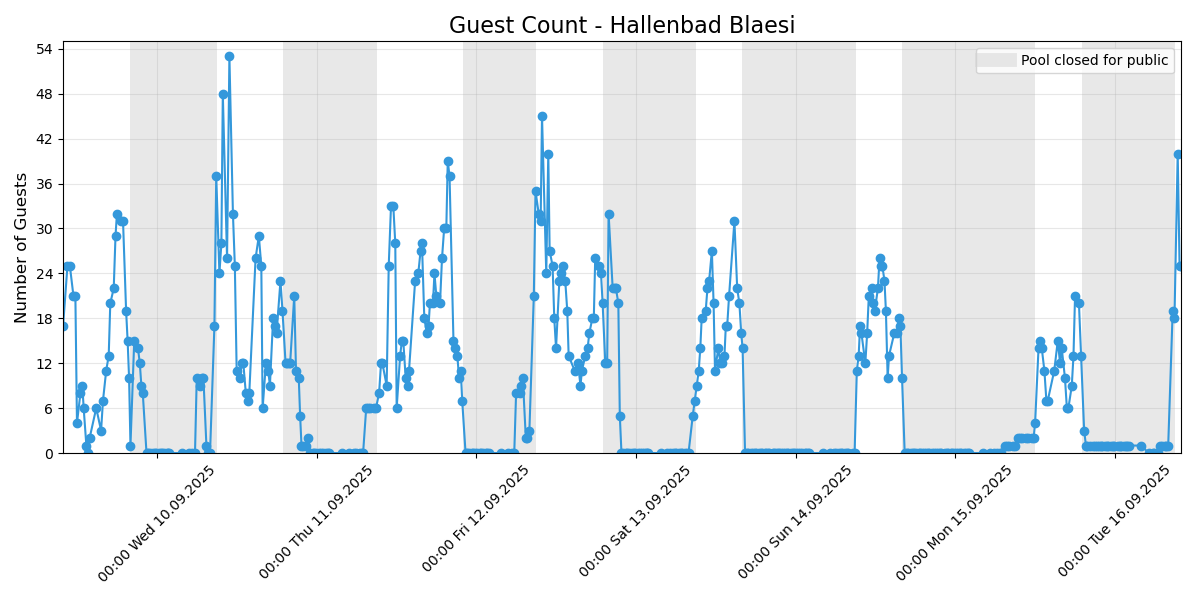 Guest Count - Hallenbad Blaesi
Pool closed for public
Number of Guests
54
48
42
36
30
24
18
12
6
0
00:00 Wed 10.09.2025
00:00 Thu 11.09.2025
00:00 Fri 12.09.2025
00:00 Sat 13.09.2025
00:00 Sun 14.09.2025
00:00 Mon 15.09.2025
00:00 Tue 16.09.2025